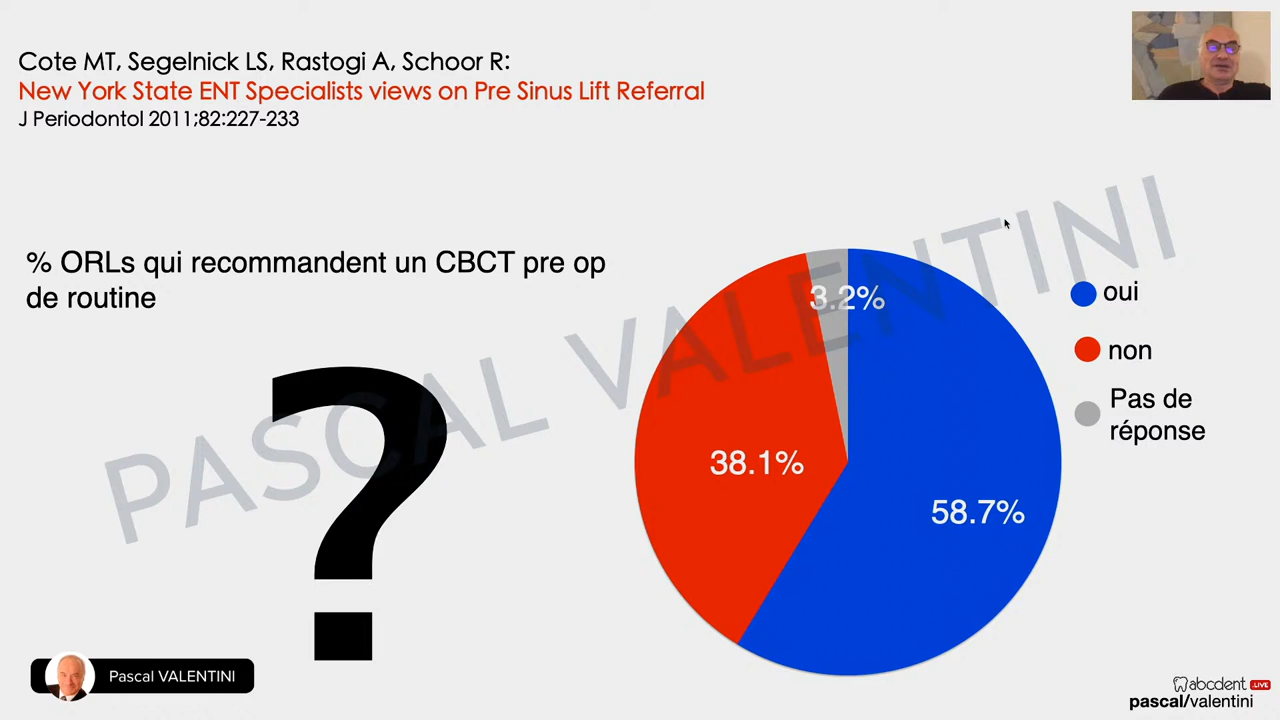 Cote MT, Segelnick LS, Rastogi A, Schoor R:
New York State ENT Specialists views on Pre Sinus Lift Referral
J Periodontol 2011;82:227-233
% ORLs qui recommandent un CBCT pre op
de routine
?
PASCAL VALENTINI
3.2%
38.1%
58.7%
oui
non
Pas de
réponse
Pascal VALENTINI
abcdent .LIVE
pascal/valentini